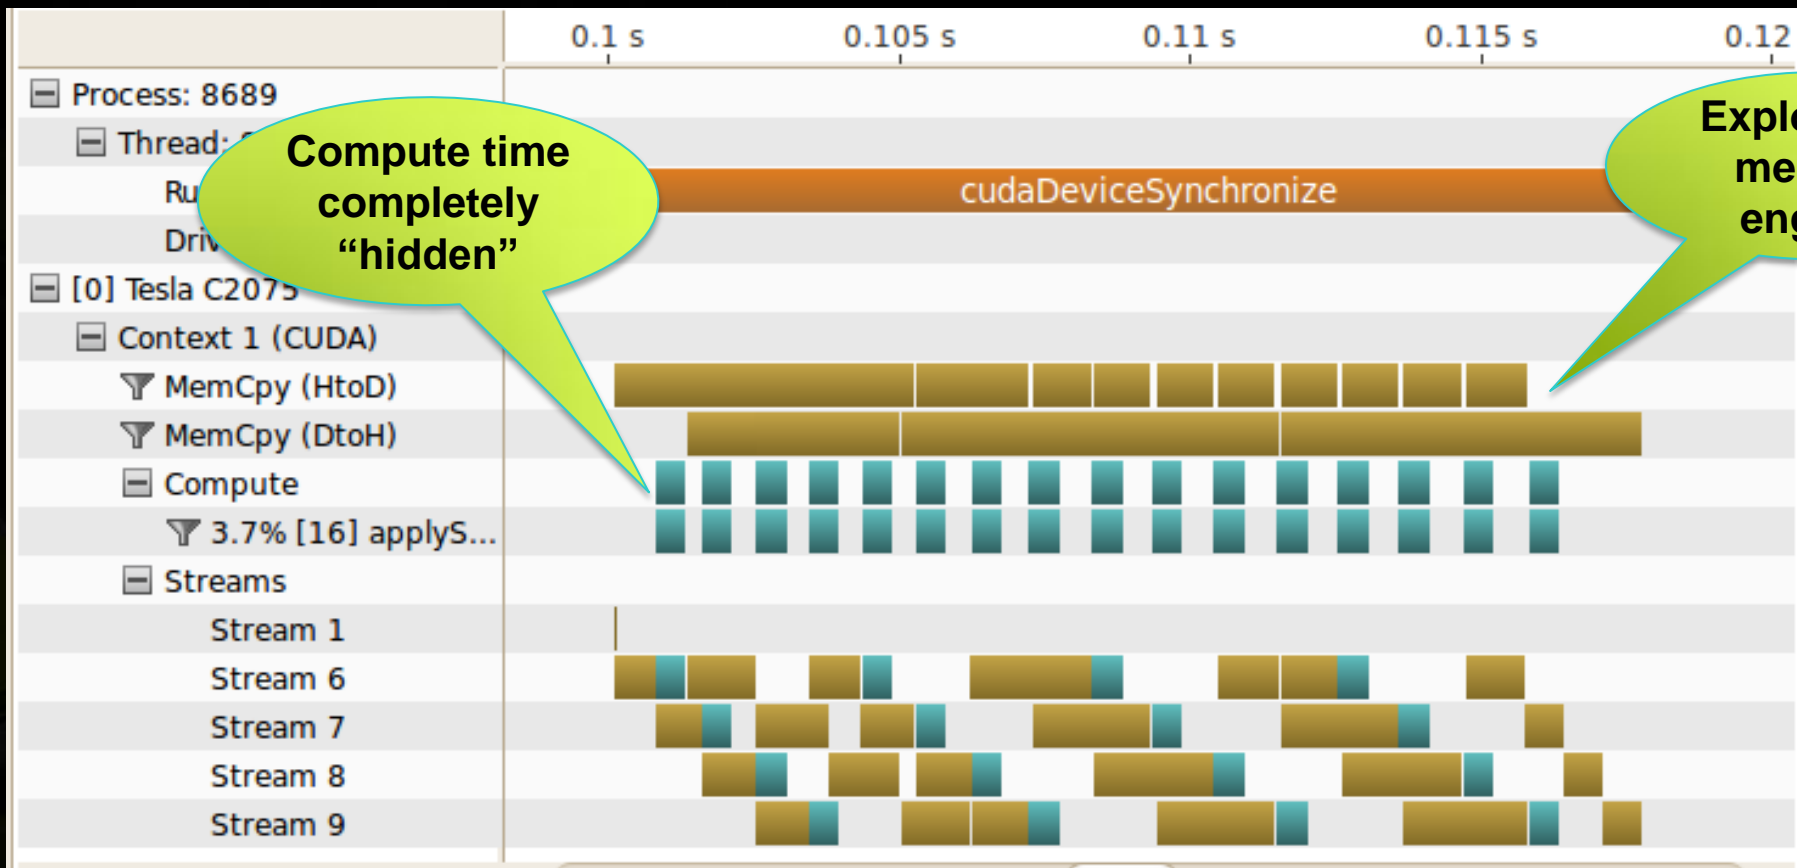 0.1 s 0.105 s 0.11 s 0.115 s 0.12
Process: 8689
Thread:
Compute time
completely
“hidden”
cudaDeviceSynchronize
[0] Tesla C2075
Context 1 (CUDA)
MemCpy (HtoD)
MemCpy (DtoH)
Compute
3.7% [16] applyS...
Streams
Stream 1
Stream 6
Stream 7
Stream 8
Stream 9